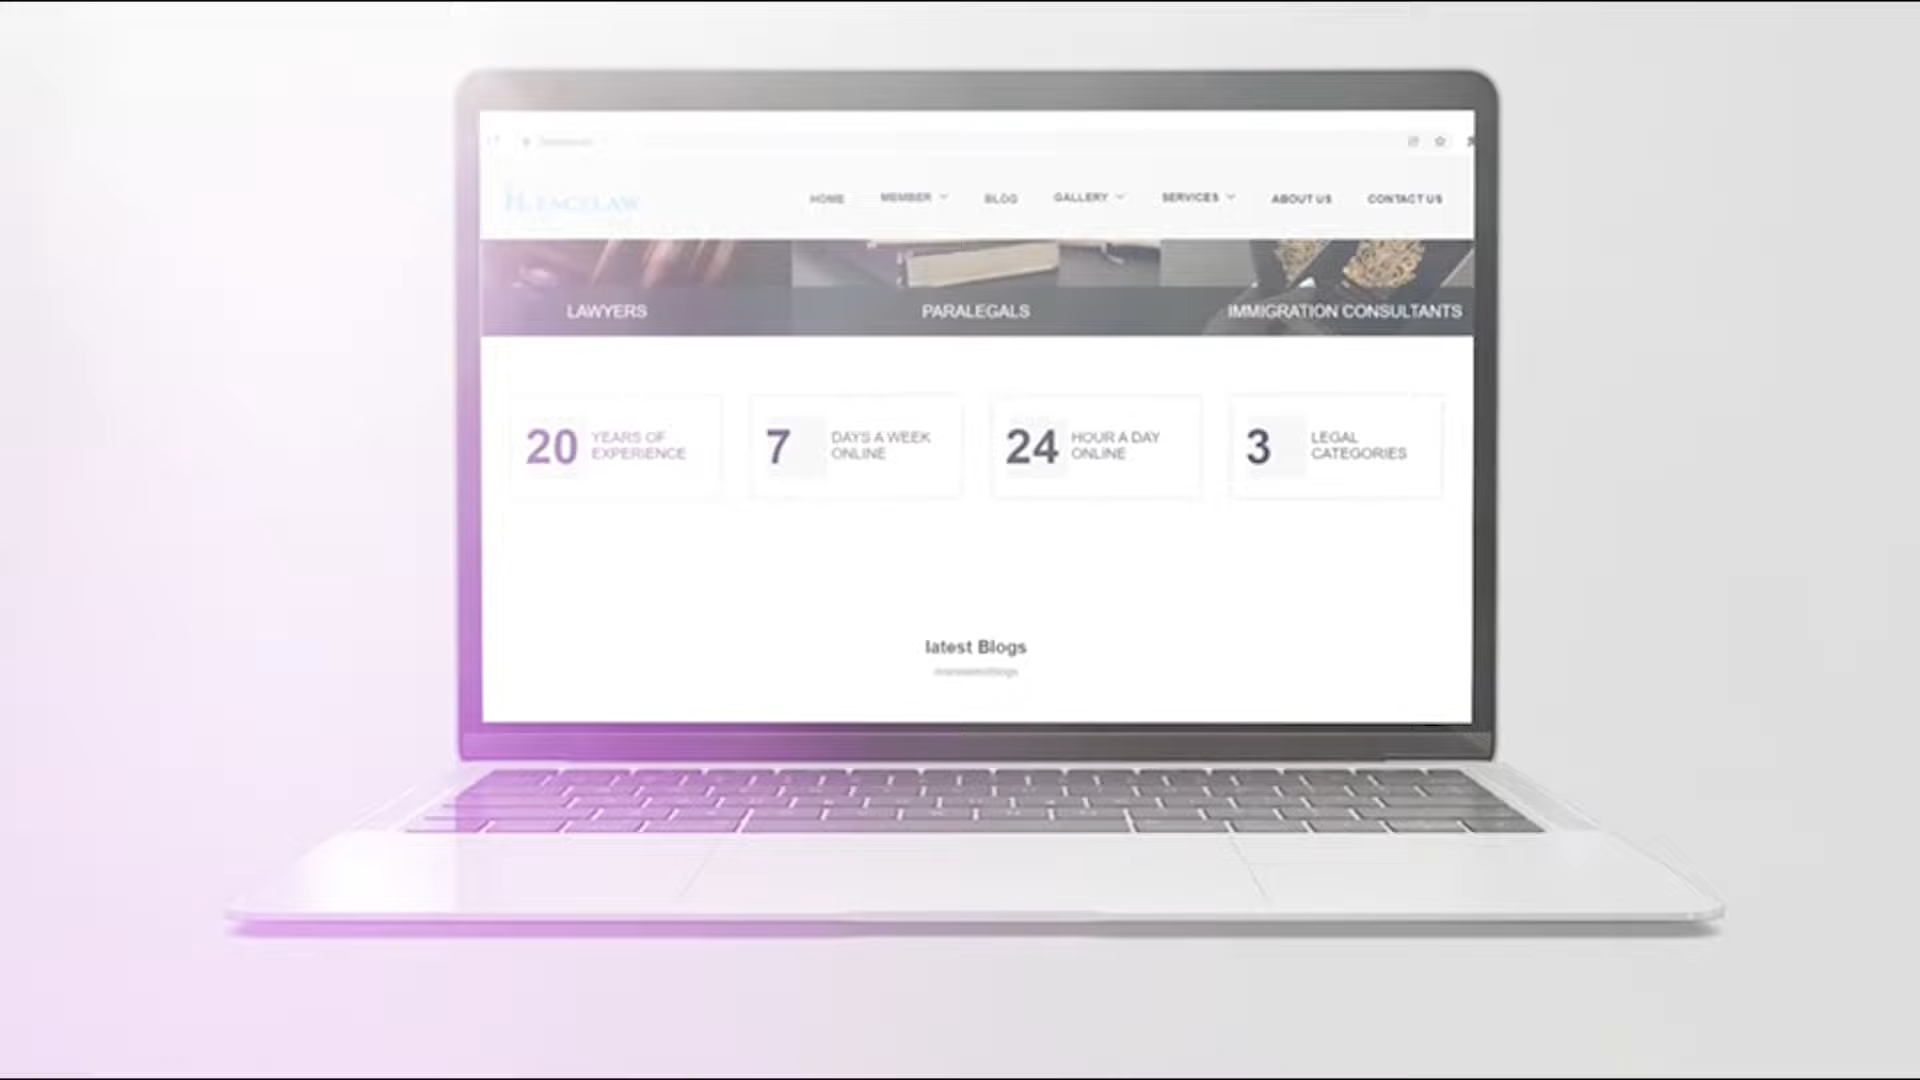 HOME MEMBER BLOG GALLERY SERVICES ABOUT US CONTACT US
LAWYERS PARALEGALS IMMIGRATION CONSULTANTS
20 YEARS OF EXPERIENCE
7 DAYS A WEEK ONLINE
24 HOUR A DAY ONLINE
3 LEGAL CATEGORIES
latest Blogs